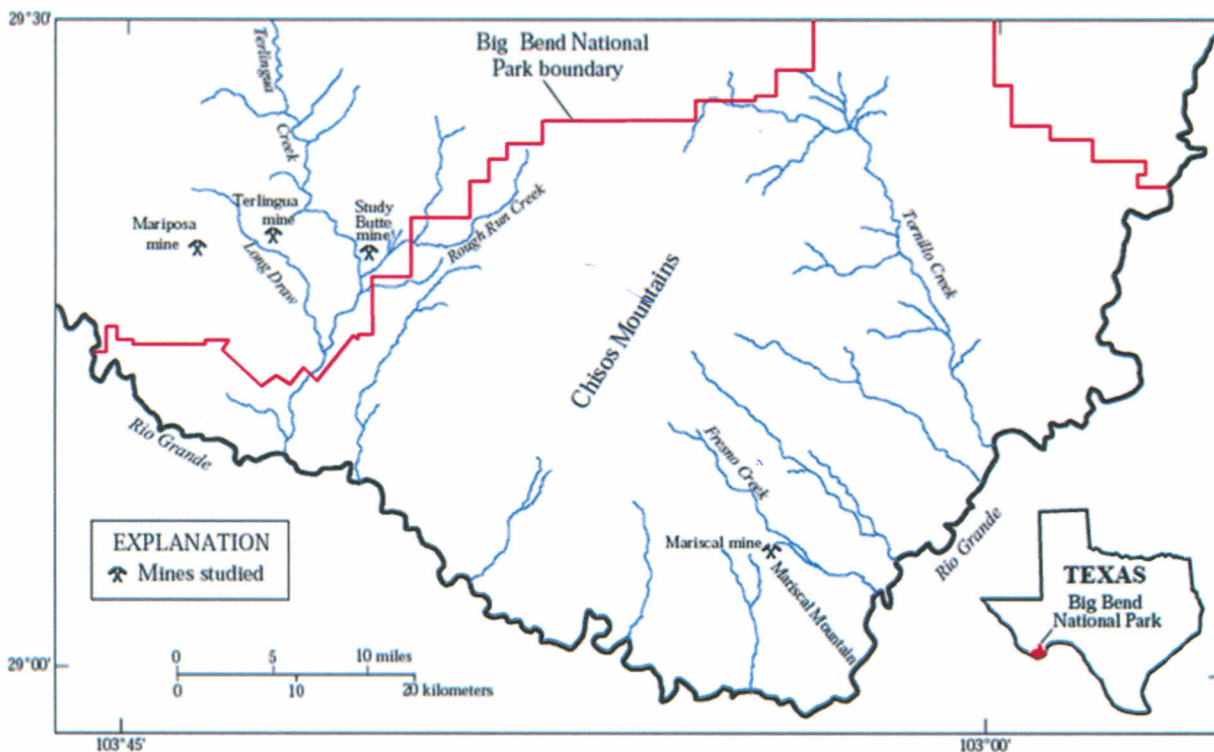 29°30'
Big Bend National
Park boundary
Terlingua
Creek
Terlingua
mine
Study
Butte
mine
Mariposa
mine
Long Draw
Rough Run Creek
Tornillo Creek
Chisos Mountains
Rio Grande
Fresno Creek
Mariscal mine
Mariscal Mountain
Rio Grande
EXPLANATION
Mines studied
TEXAS
Big Bend
National Park
29°00'
0 5 10 miles
0 10 20 kilometers
103°45' 103°00'